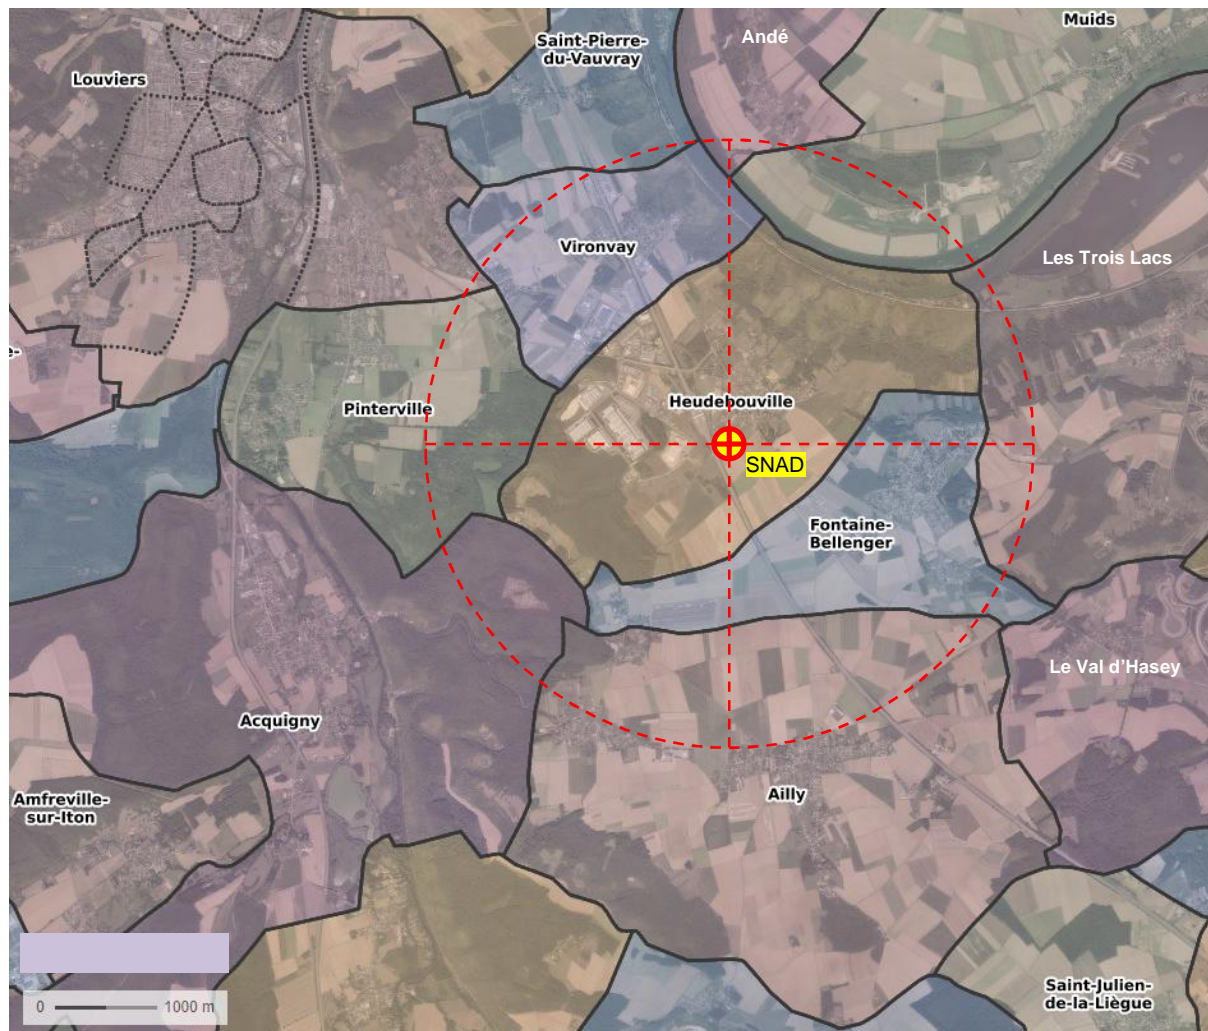 Muids
Andé
Saint-Pierre-
du-Vauvray
Louviers
Vironvay
Les Trois Lacs
e-
Pinterville
Heudebouville
SNAD
Fontaine-
Bellenger
Le Val d'Hasey
Acquigny
Ailly
Amfreville-
sur-Iton
Saint-Julien-
de-la-Liègue
0 1000 m